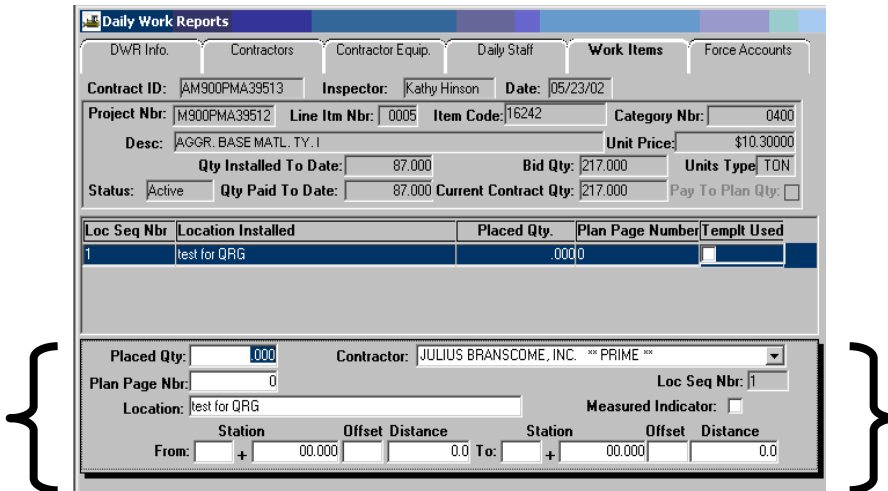 Daily Work Reports
DWR Info. Contractors Contractor Equip. Daily Staff Work Items Force Accounts
Contract ID: AM900PMA39513 Inspector: Kathy Hinson Date: 05/23/02
Project Nbr: M900PMA39512 Line Itm Nbr: 0005 Item Code: 16242 Category Nbr: 0400
Desc: AGGR. BASE MATL. TY. I Unit Price: $10.30000
Qty Installed To Date: 87.000 Bid Qty: 217.000 Units Type TON
Status: Active Qty Paid To Date: 87.000 Current Contract Qty: 217.000 Pay To Plan Qty:
Loc Seq Nbr Location Installed Placed Qty. Plan Page Number Templt Used
1 test for QRG .000 0
Placed Qty: .000 Contractor: JULIUS BRANSCOME, INC. ** PRIME **
Plan Page Nbr: 0 Loc Seq Nbr: 1
Location: test for QRG Measured Indicator:
Station Offset Distance Station Offset Distance
From: + 00.000 0.0 To: + 00.000 0.0